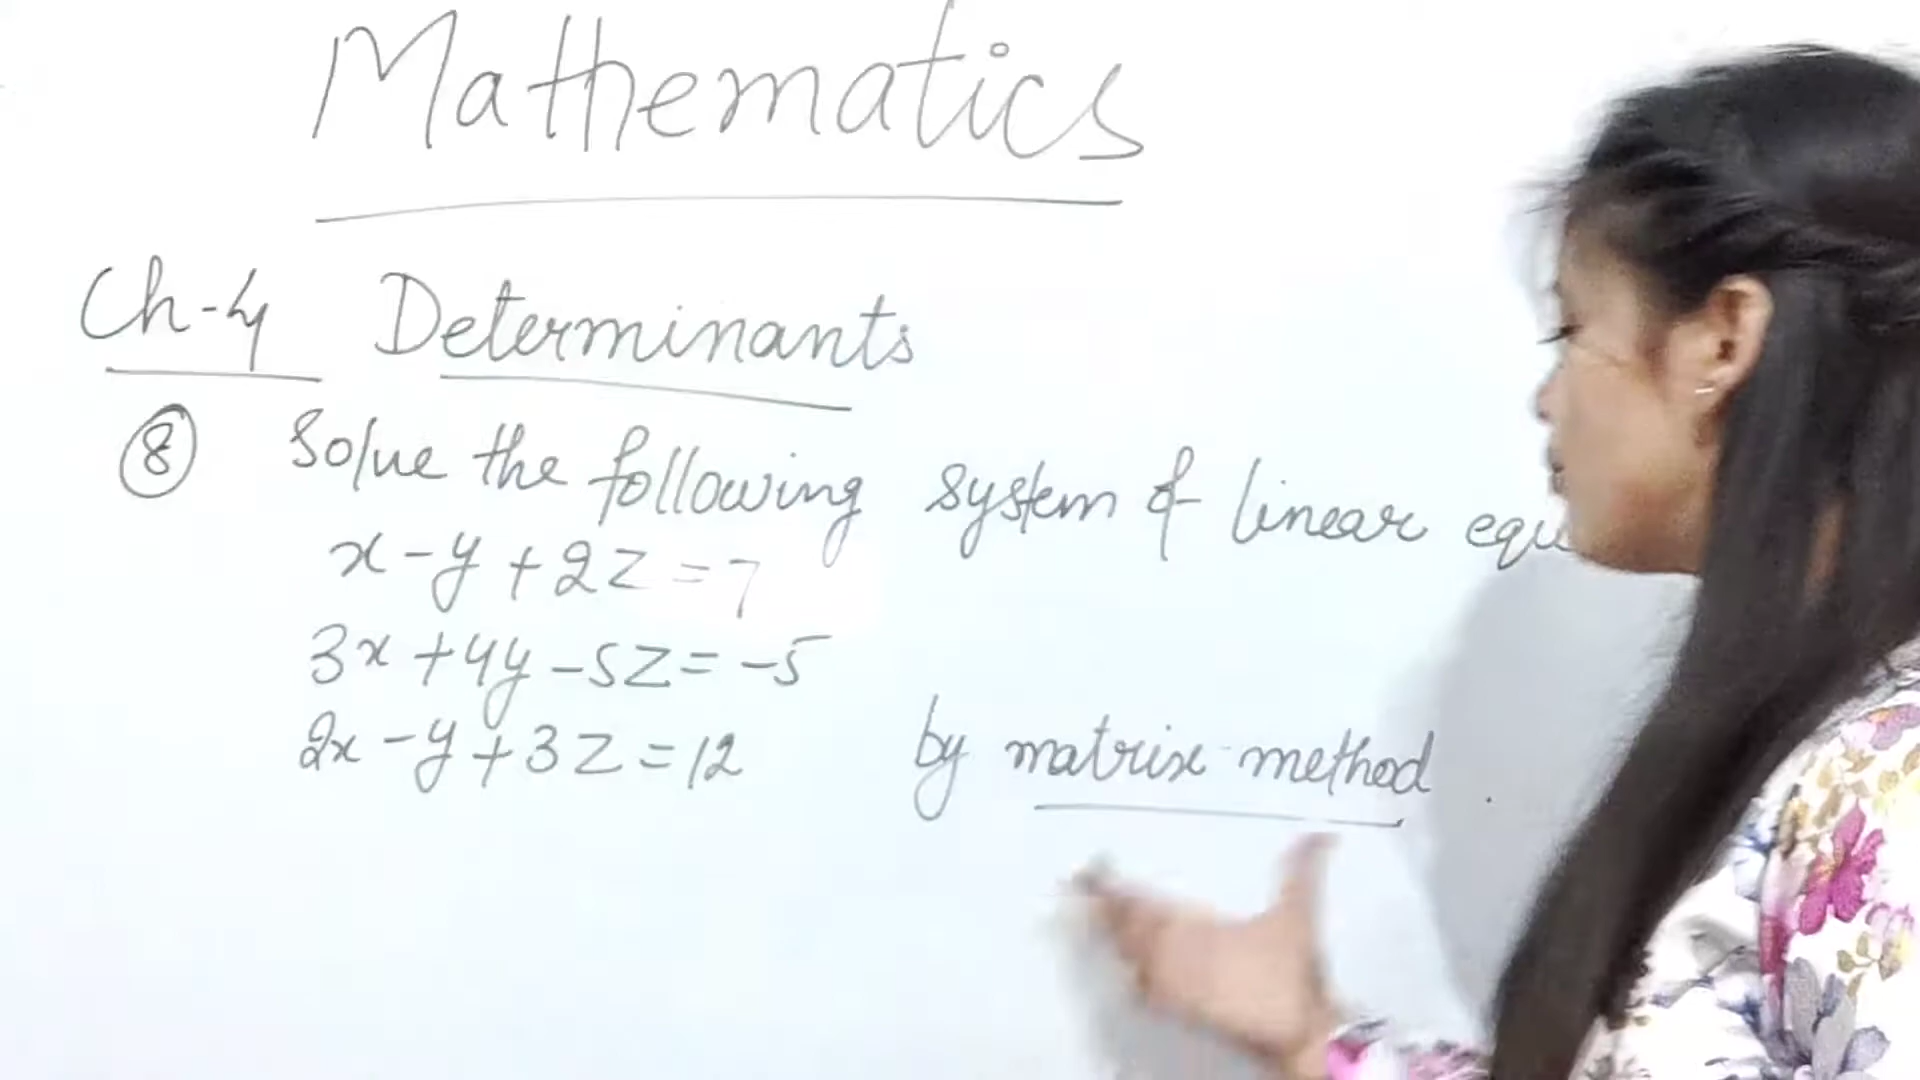 Mathematics
Ch-4 Determinants
8 Solve the following system of linear equ
x-y+2z=7
3x+4y-5z=-5
2x-y+3z=12 by matrix method.